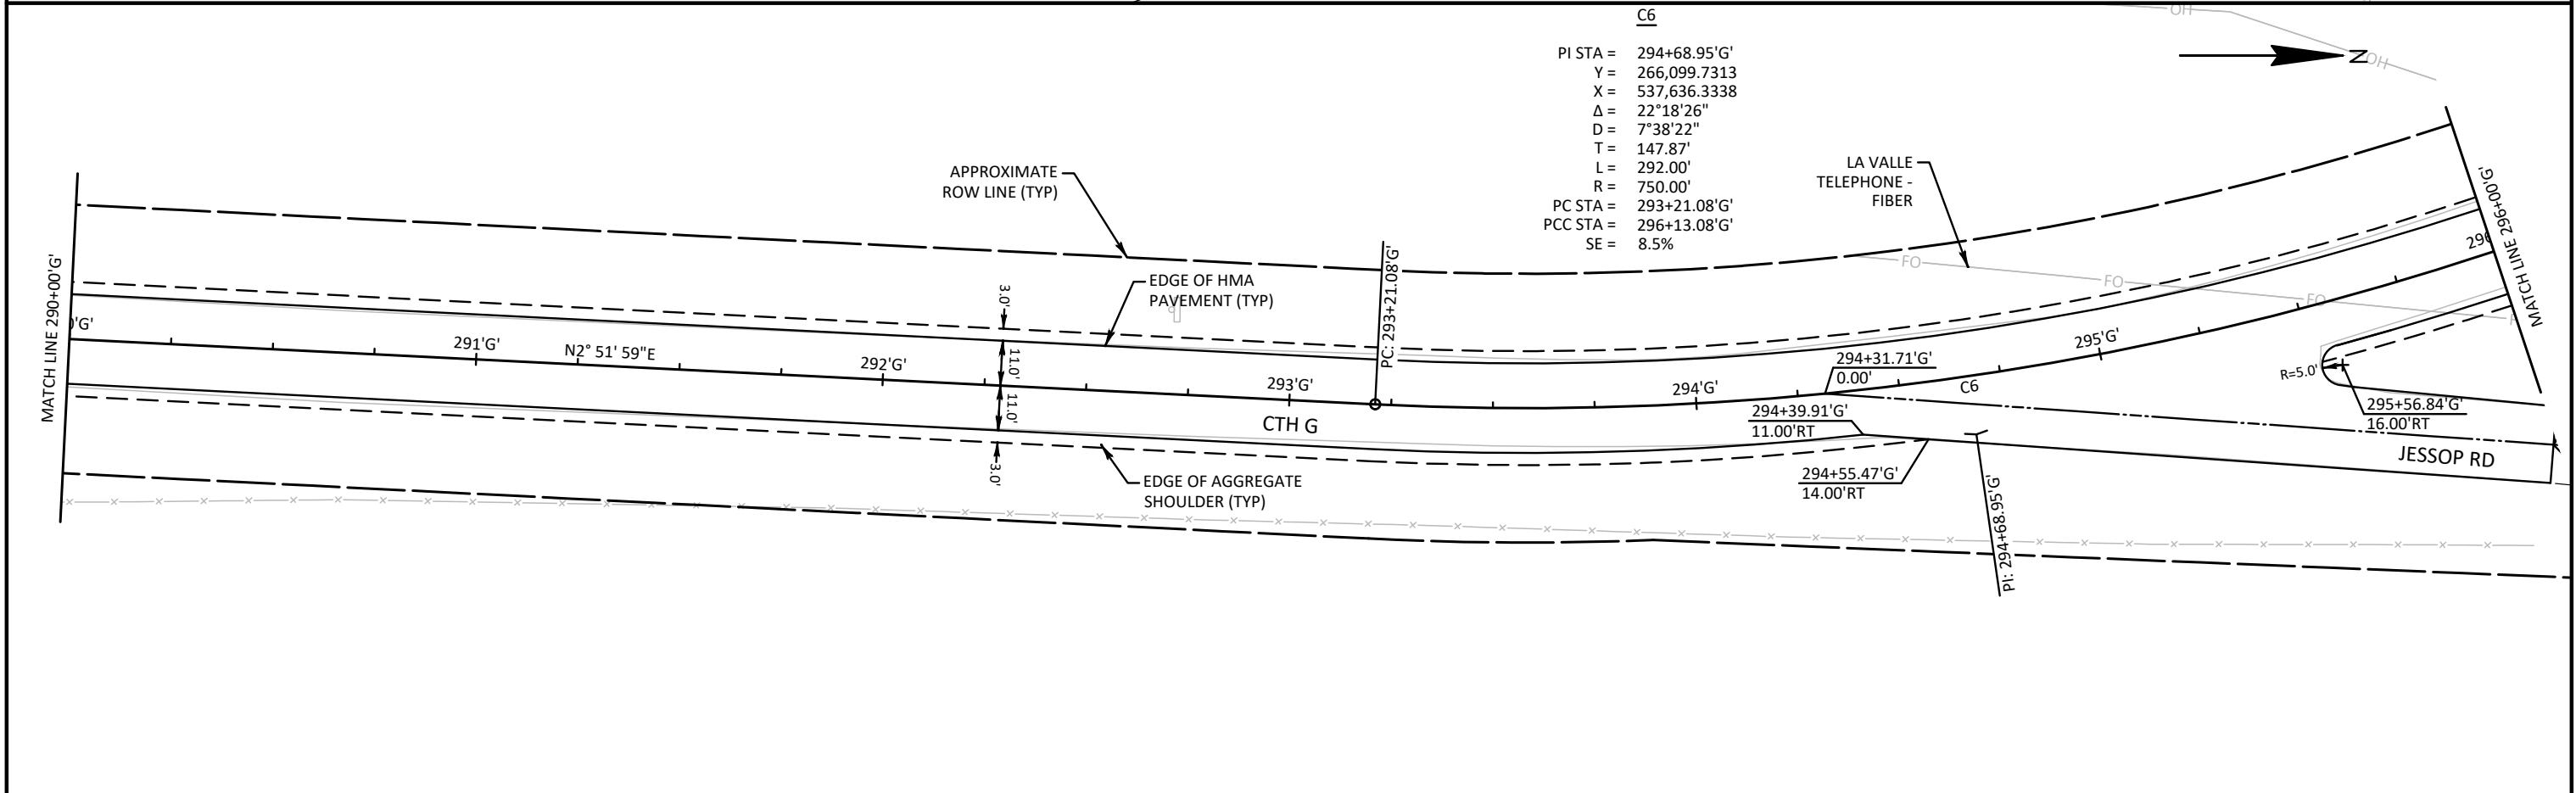 C6
PI STA = 294+68.95'G'
Y = 266,099.7313
X = 537,636.3338
Δ = 22°18'26"
D = 7°38'22"
T = 147.87'
L = 292.00'
R = 750.00'
PC STA = 293+21.08'G'
PCC STA = 296+13.08'G'
SE = 8.5%
OH
OH
N
APPROXIMATE
ROW LINE (TYP)
LA VALLE
TELEPHONE -
FIBER
MATCH LINE 290+00'G'
MATCH LINE 296+00'G'
EDGE OF HMA
PAVEMENT (TYP)
PC: 293+21.08'G'
FO
FO
FO
0'G'
291'G'
N2° 51' 59"E
292'G'
293'G'
294'G'
295'G'
296
3.0'
11.0'
11.0'
3.0'
CTH G
294+31.71'G'
0.00'
C6
R=5.0'
294+39.91'G'
11.00'RT
295+56.84'G'
16.00'RT
JESSOP RD
EDGE OF AGGREGATE
SHOULDER (TYP)
294+55.47'G'
14.00'RT
PI: 294+68.95'G'